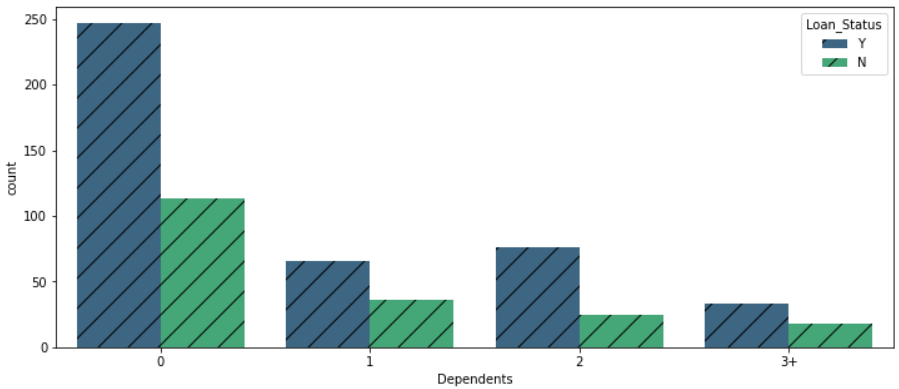 250
200
150
100
50
0
count
0 1 2 3+
Dependents
Loan_Status
Y
N